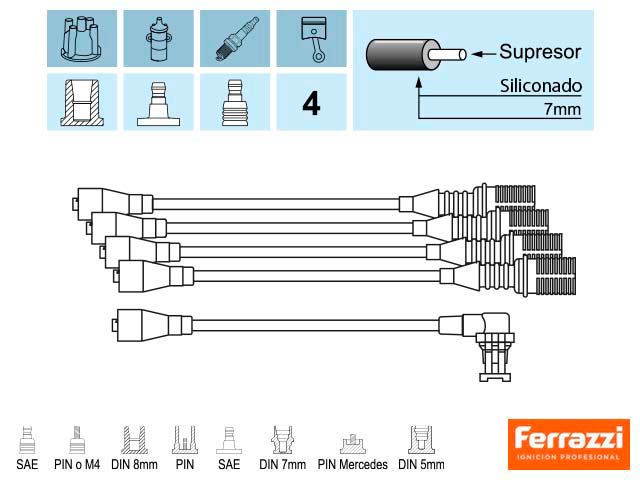 Supresor
Siliconado
7mm
4
SAE PIN o M4 DIN 8mm PIN SAE DIN 7mm PIN Mercedes DIN 5mm
Ferrazzi
IGNICION PROFESIONAL